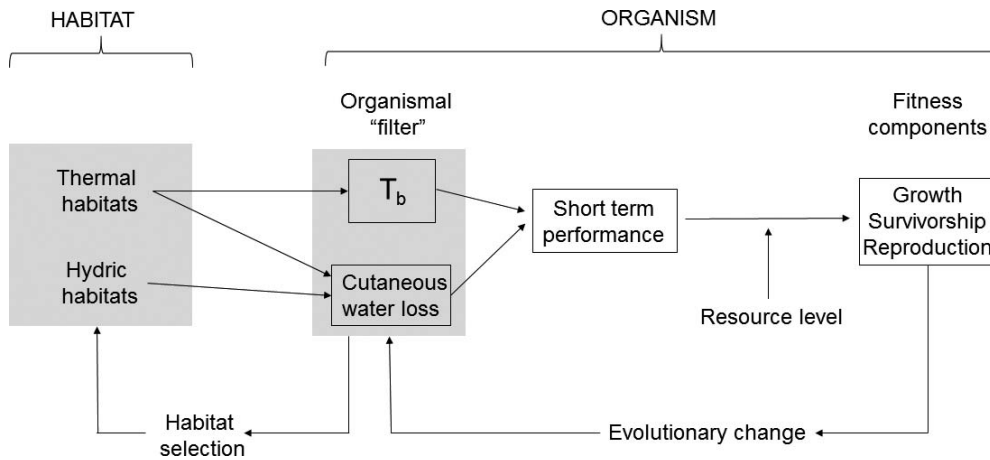 HABITAT
ORGANISM
Organismal
“filter”
Fitness
components
Thermal
habitats
Hydric
habitats
Tb
Cutaneous
water loss
Short term
performance
Growth
Survivorship
Reproduction
Resource level
Habitat
selection
Evolutionary change